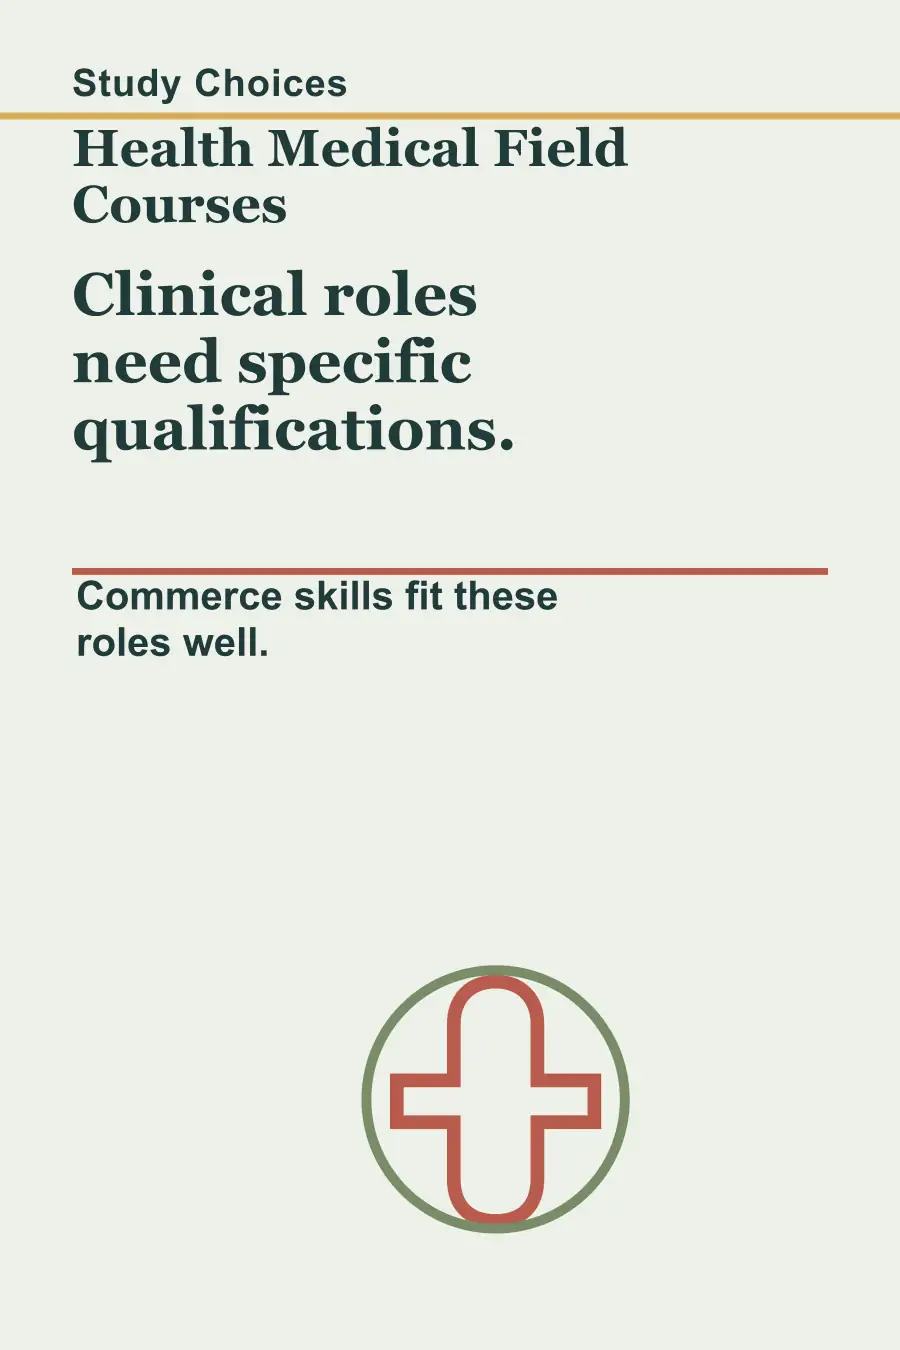 Study Choices
Health Medical Field
Courses
Clinical roles
need specific
qualifications.
Commerce skills fit these
roles well.